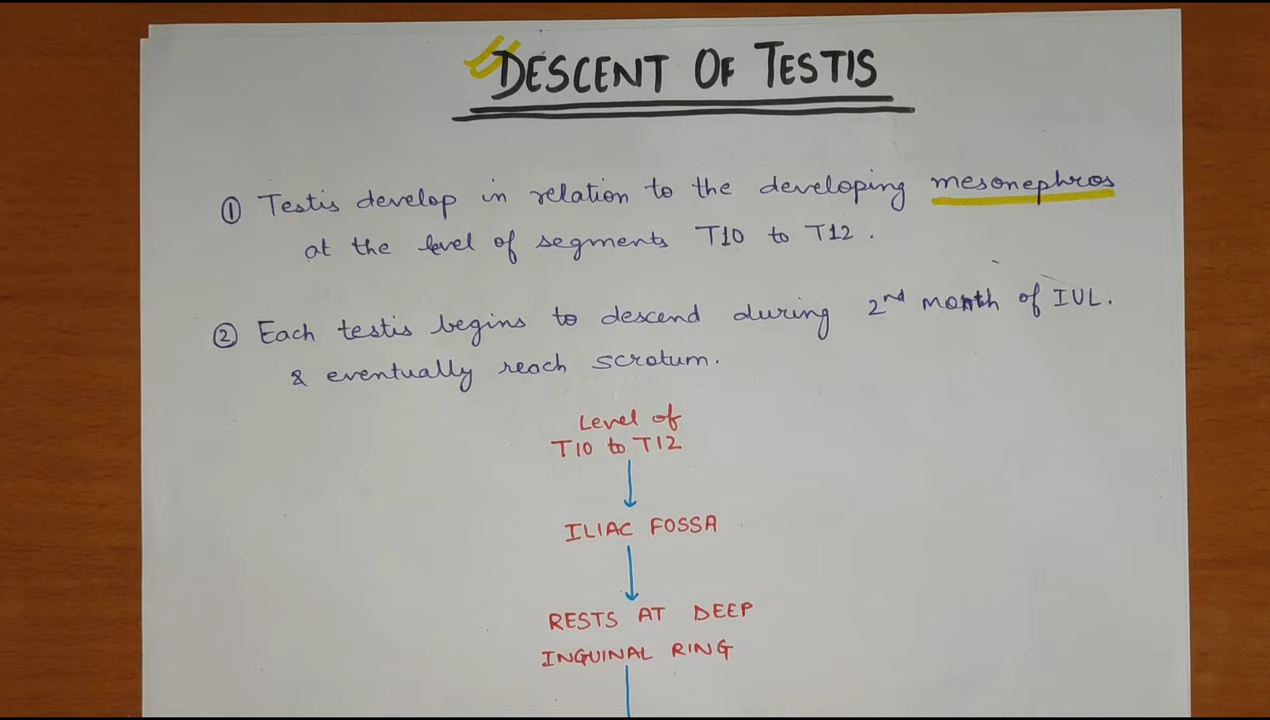 DESCENT OF TESTIS
① Testis develop in relation to the developing mesonephros
at the level of segments T10 to T12.
② Each testis begins to descend during 2nd month of IUL.
& eventually reach scrotum.
Level of
T10 to T12
ILIAC FOSSA
RESTS AT DEEP
INGUINAL RING